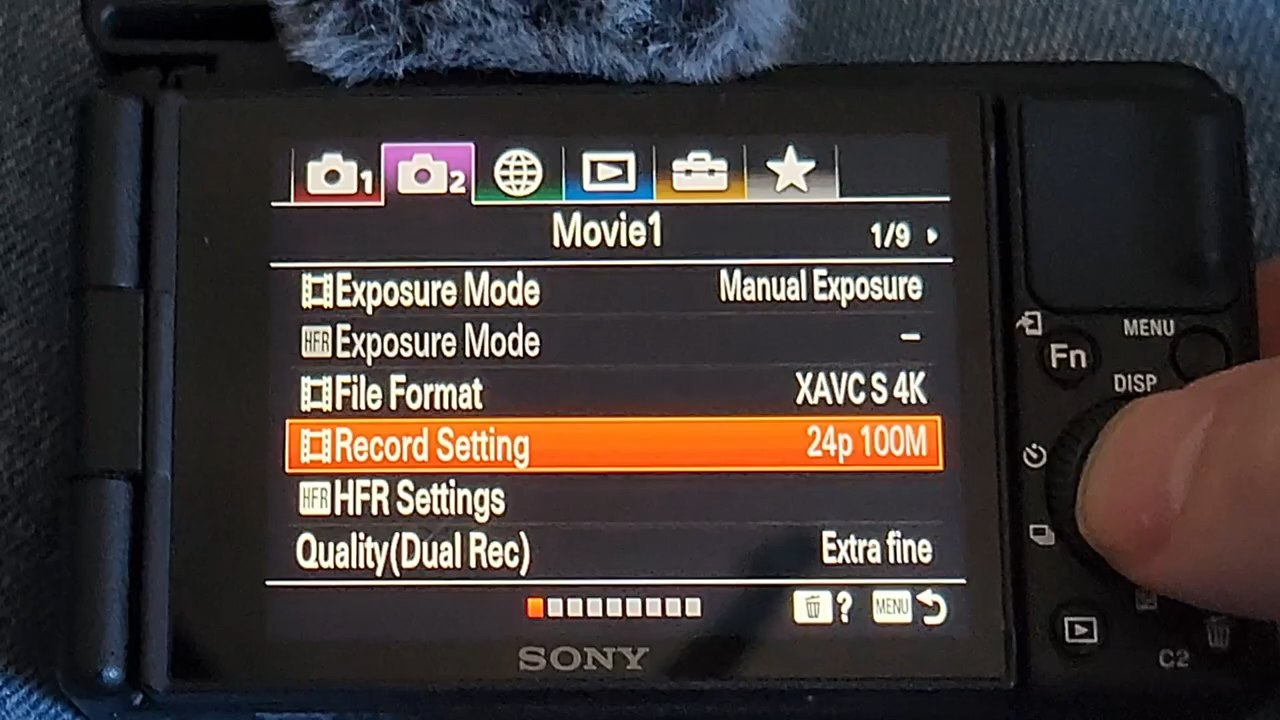 1
2
Movie1 1/9
Exposure Mode Manual Exposure
HFR Exposure Mode –
File Format XAVC S 4K
Record Setting 24p 100M
HFR HFR Settings
Quality(Dual Rec) Extra fine
? MENU
SONY
MENU
Fn
DISP
C2